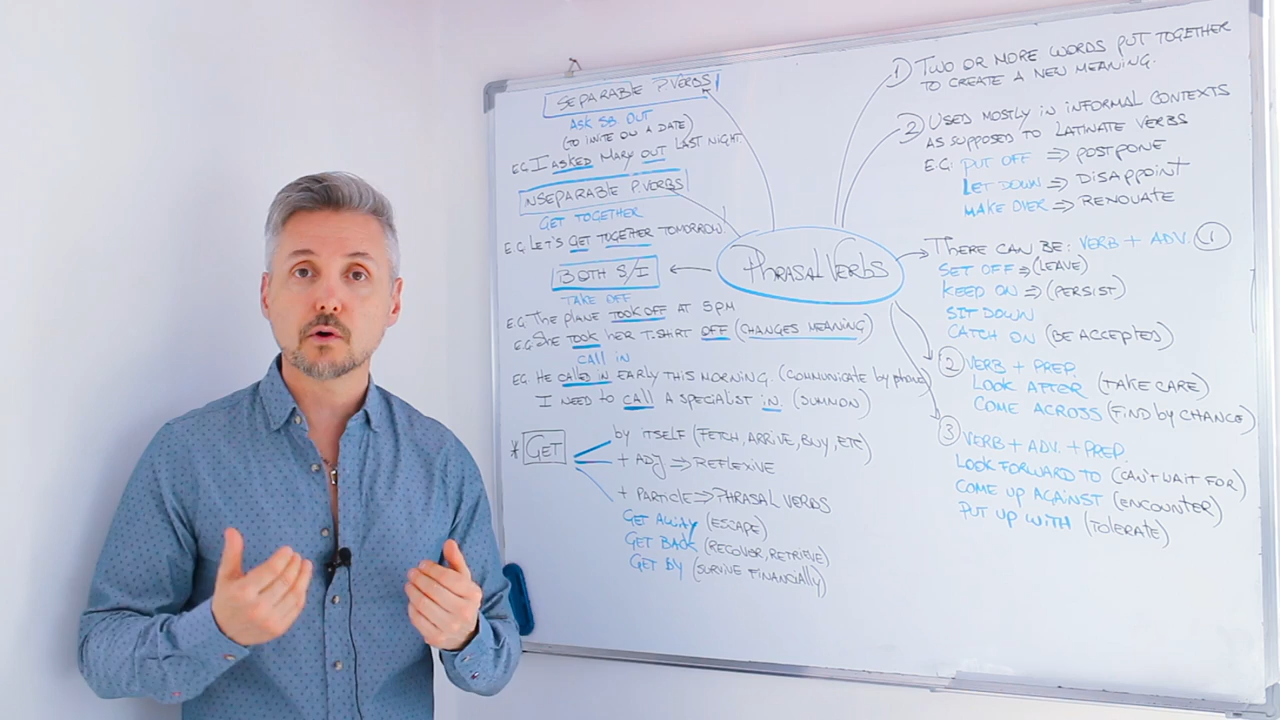 SEPARABLE P.VERBS
ASK SB. OUT
(TO INVITE ON A DATE)
E.G. I ASKED MARY OUT LAST NIGHT.
INSEPARABLE P.VERBS
GET TOGETHER
E.G. LET'S GET TOGETHER TOMORROW
BOTH S/I
TAKE OFF
E.G. THE PLANE TOOK OFF AT 5PM
E.G. SHE TOOK HER T-SHIRT OFF (CHANGES MEANING)
CALL IN
EG. HE CALLED IN EARLY THIS MORNING. (COMMUNICATE by phone)
I NEED TO CALL A SPECIALIST IN. (SUMMON)
* GET
by ITSELF (FETCH, ARRIVE, BUY, ETC)
+ ADJ => REFLEXIVE
+ PARTICLE => PHRASAL VERBS
GET AWAY (ESCAPE)
GET BACK (RECOVER, RETRIEVE)
GET BY (SURVIVE FINANCIALLY)
PHRASAL VERBS
1) TWO OR MORE WORDS PUT TOGETHER
TO CREATE A NEW MEANING.
2) USED MOSTLY IN INFORMAL CONTEXTS
AS SUPPOSED TO LATINATE VERBS
E.G: PUT OFF => POSTPONE
LET DOWN => DISAPPOINT
MAKE OVER => RENOVATE
THERE CAN BE: VERB + ADV. 1
SET OFF => (LEAVE)
KEED ON => (PERSIST)
SIT DOWN
CATCH ON (BE ACCEPTED)
2 VERB + PREP.
LOOK AFTER (TAKE CARE)
COME ACROSS (FIND by CHANCE)
3 VERB + ADV. + PREP.
LOOK FORWARD TO (CAN'T WAIT FOR)
COME UP AGAINST (ENCOUNTER)
PUT UP WITH (TOLERATE)